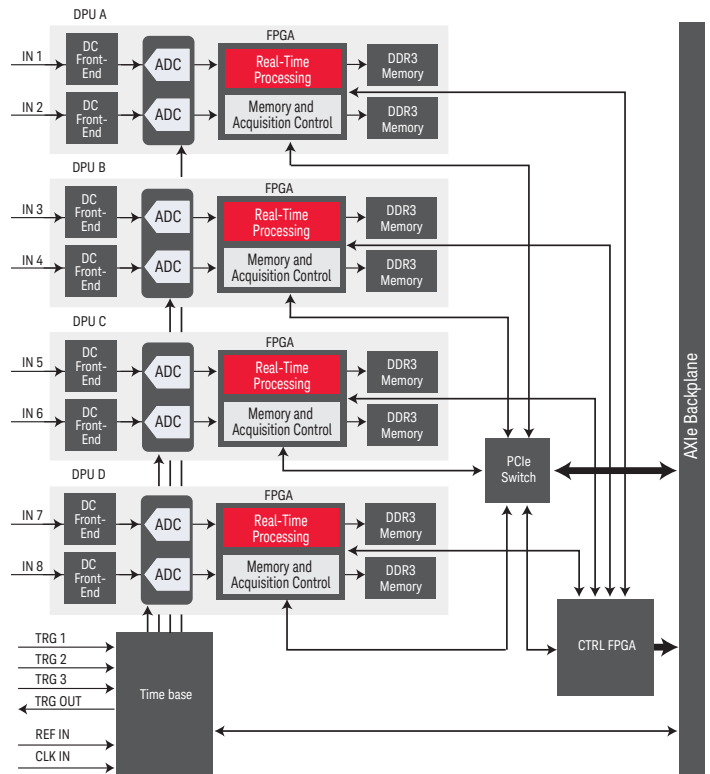 DPU A
FPGA
IN 1
DC
Front-
End
ADC
Real-Time
Processing
DDR3
Memory
IN 2
DC
Front-
End
ADC
Memory and
Acquisition Control
DDR3
Memory
DPU B
FPGA
IN 3
DC
Front-
End
ADC
Real-Time
Processing
DDR3
Memory
IN 4
DC
Front-
End
ADC
Memory and
Acquisition Control
DDR3
Memory
DPU C
FPGA
IN 5
DC
Front-
End
ADC
Real-Time
Processing
DDR3
Memory
IN 6
DC
Front-
End
ADC
Memory and
Acquisition Control
DDR3
Memory
DPU D
FPGA
IN 7
DC
Front-
End
ADC
Real-Time
Processing
DDR3
Memory
IN 8
DC
Front-
End
ADC
Memory and
Acquisition Control
DDR3
Memory
PCIe
Switch
AXIe Backplane
CTRL FPGA
TRG 1
TRG 2
TRG 3
TRG OUT
REF IN
CLK IN
Time base